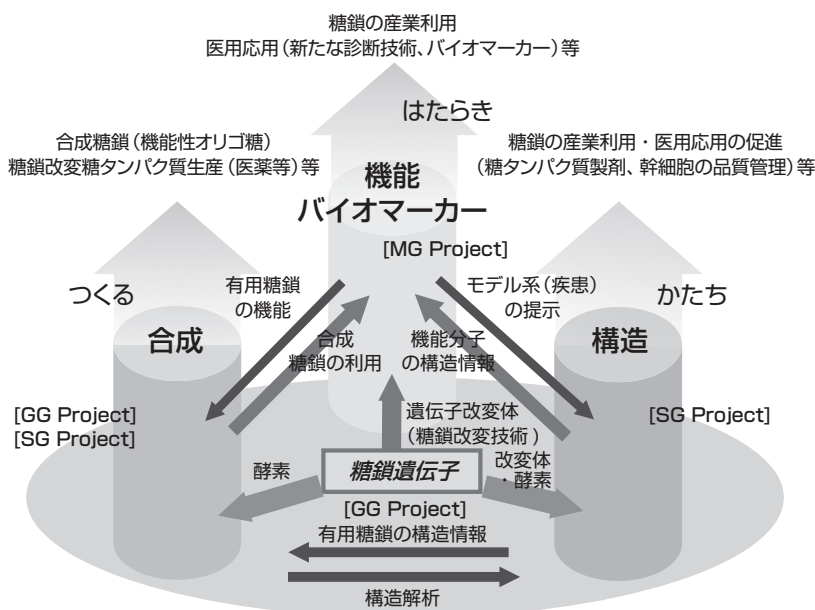 糖鎖の産業利用
医用応用（新たな診断技術、バイオマーカー）等
はたらき
合成糖鎖（機能性オリゴ糖）
糖鎖改変糖タンパク質生産（医薬等）等
糖鎖の産業利用・医用応用の促進
（糖タンパク質製剤、幹細胞の品質管理）等
機能
バイオマーカー
[MG Project]
つくる
有用糖鎖
の機能
モデル系（疾患）
の提示
かたち
合成
合成
糖鎖の利用
機能分子
の構造情報
構造
[GG Project]
[SG Project]
[SG Project]
遺伝子改変体
（糖鎖改変技術）
酵素
糖鎖遺伝子
改変体
・酵素
[GG Project]
有用糖鎖の構造情報
構造解析